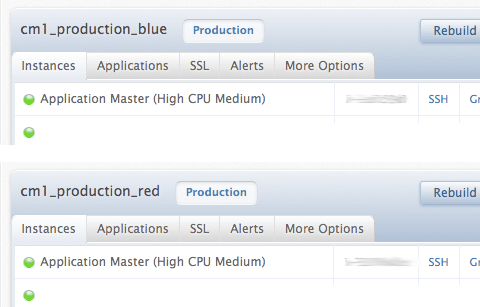 cm1_production_blue Production Rebuild
Instances Applications SSL Alerts More Options
Application Master (High CPU Medium) SSH
cm1_production_red Production Rebuild
Instances Applications SSL Alerts More Options
Application Master (High CPU Medium) SSH